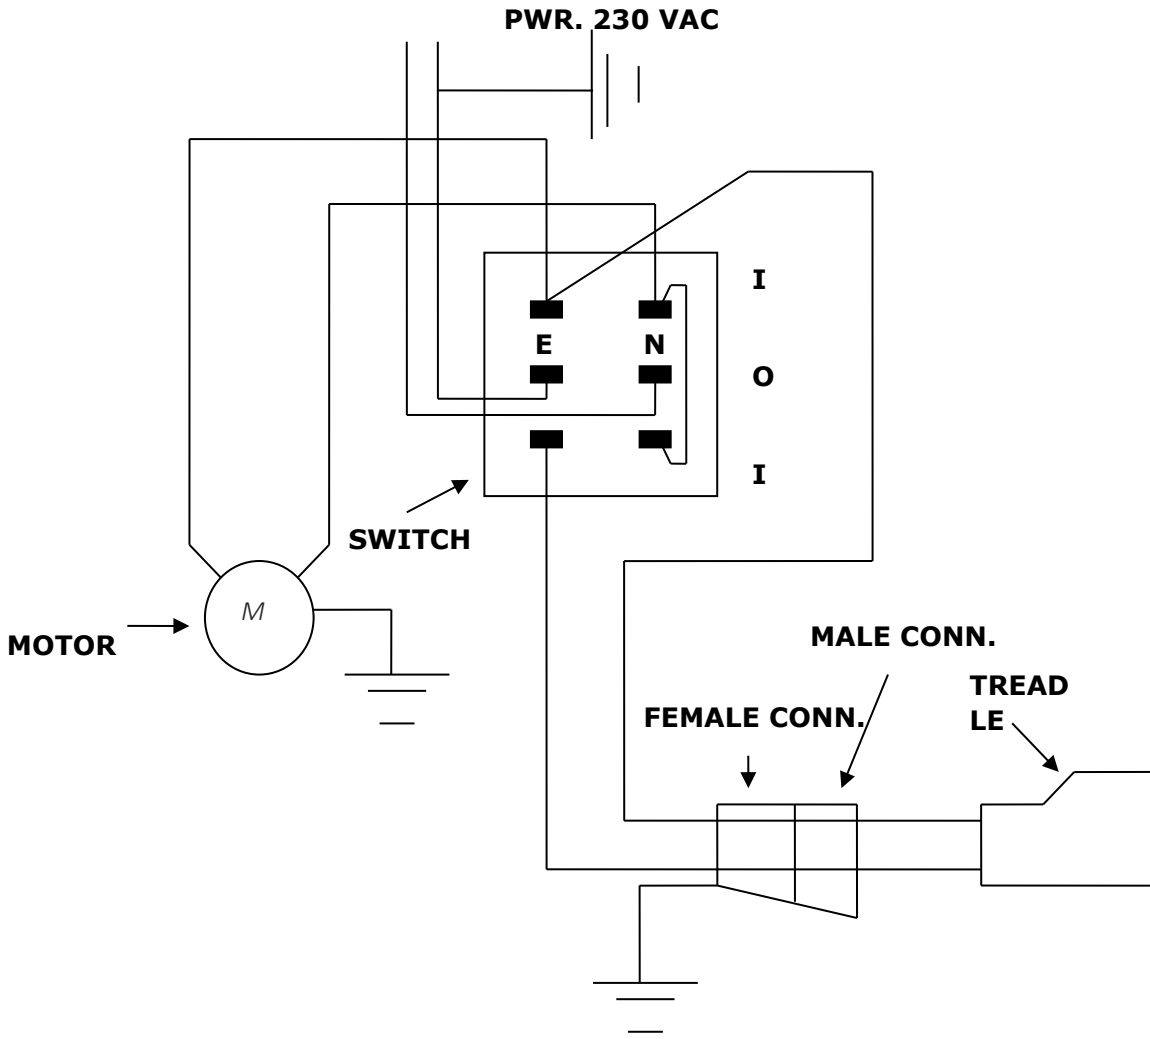 PWR. 230 VAC
I
E
N
O
I
SWITCH
M
MOTOR
MALE CONN.
TREAD
LE
FEMALE CONN.